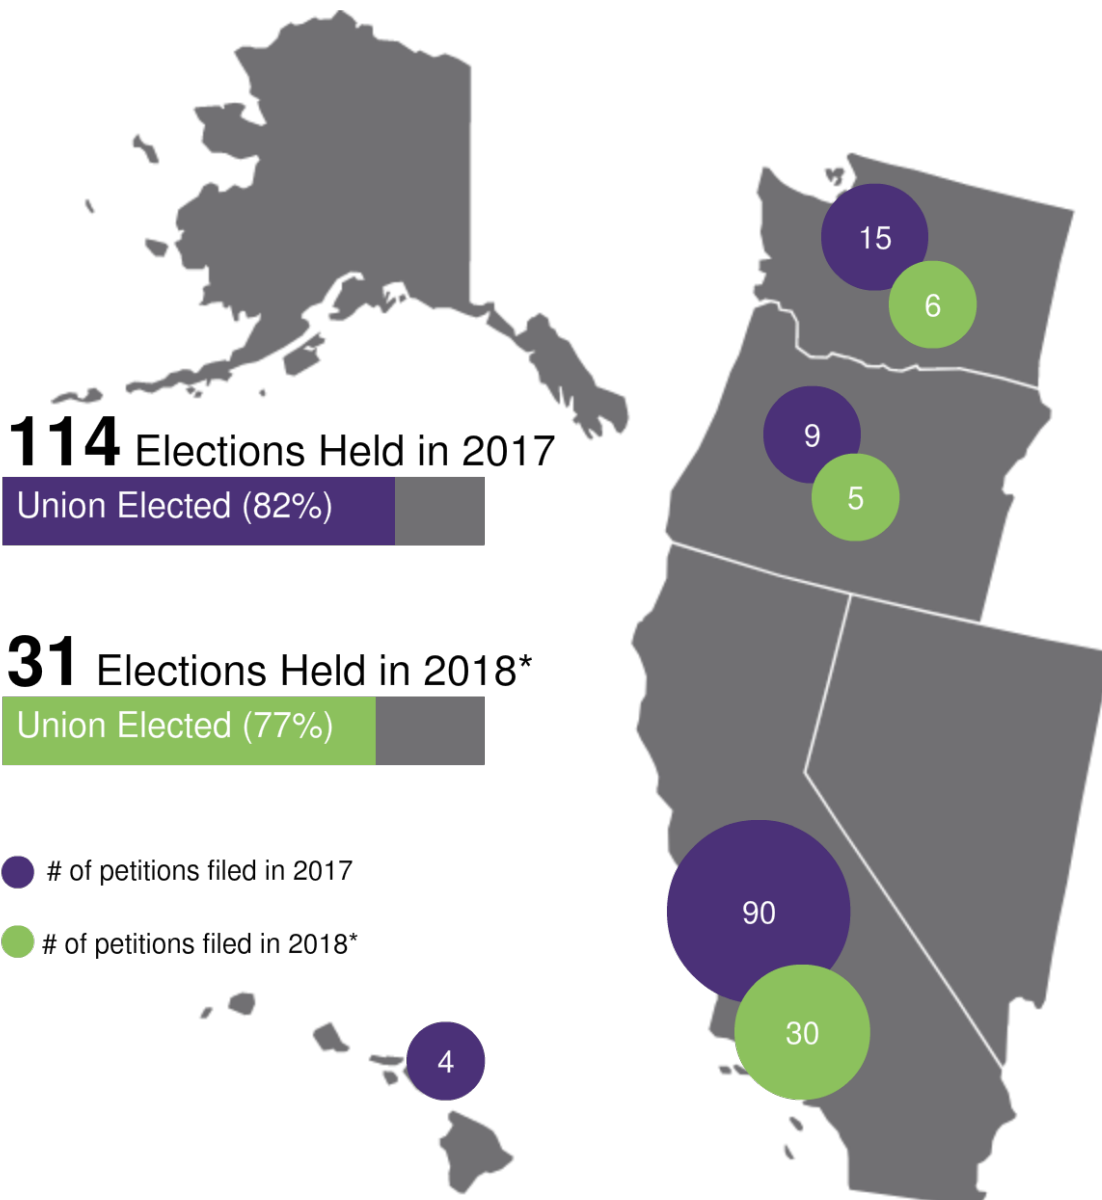 15
6
9
5
114 Elections Held in 2017
Union Elected (82%)
31 Elections Held in 2018*
Union Elected (77%)
# of petitions filed in 2017
90
# of petitions filed in 2018*
30
4